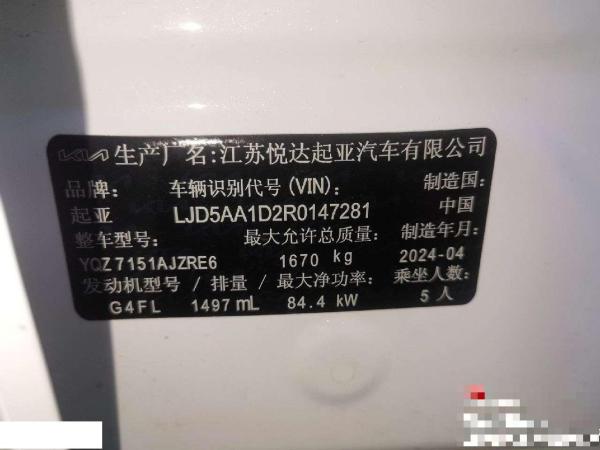 KIA 生产厂名:江苏悦达起亚汽车有限公司
品牌: 车辆识别代号(VIN): 制造国:
起亚 LJD5AA1D2R0147281 中国
整车型号: 最大允许总质量: 制造年月:
YQZ7151AJZRE6 1670 kg 2024-04
发动机型号/排量/最大净功率: 乘坐人数:
G4FL 1497mL 84.4 kW 5人